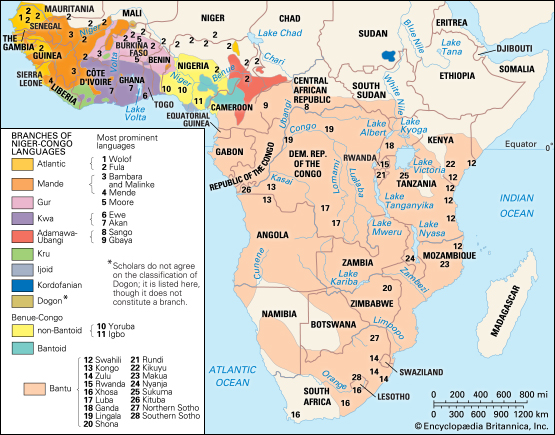 MAURITANIA
MALI
NIGER
CHAD
SUDAN
ERITREA
DJIBOUTI
SOMALIA
ETHIOPIA
SOUTH
SUDAN
THE
GAMBIA
SENEGAL
GUINEA
SIERRA
LEONE
LIBERIA
CÔTE
D'IVOIRE
BURKINA
FASO
GHANA
BENIN
TOGO
NIGERIA
CAMEROON
EQUATORIAL
GUINEA
CENTRAL
AFRICAN
REPUBLIC
GABON
REPUBLIC OF THE CONGO
DEM. REP.
OF THE
CONGO
RWANDA
KENYA
TANZANIA
ANGOLA
ZAMBIA
MOZAMBIQUE
ZIMBABWE
NAMIBIA
BOTSWANA
SWAZILAND
LESOTHO
SOUTH
AFRICA
MADAGASCAR
Niger
Volta
Lake
Volta
Niger
Benue
Lake Chad
Chari
Blue Nile
White Nile
Lake
Tana
Ubangi
Congo
Lake
Albert
Lake
Kyoga
Lake
Victoria
Kasai
Lomami
Lualaba
Lake
Tanganyika
Lake
Mweru
Lake
Nyasa
Cunene
Lake
Kariba
Zambezi
Limpopo
Orange
Equator 0°
INDIAN
OCEAN
ATLANTIC
OCEAN
BRANCHES OF
NIGER-CONGO
LANGUAGES
Most prominent
languages
Atlantic
1 Wolof
2 Fula
Mande
3 Bambara
and Malinke
4 Mende
Gur
5 Moore
Kwa
6 Ewe
7 Akan
Adamawa-
Ubangi
8 Sango
9 Gbaya
Kru
Ijoid
Kordofanian
Dogon*
*Scholars do not agree
on the classification of
Dogon; it is listed here,
though it does not
constitute a branch.
Benue-Congo
non-Bantoid
10 Yoruba
11 Igbo
Bantoid
Bantu
12 Swahili
13 Kongo
14 Zulu
15 Rwanda
16 Xhosa
17 Luba
18 Ganda
19 Lingala
20 Shona
21 Rundi
22 Kikuyu
23 Makua
24 Nyanja
25 Sukuma
26 Kituba
27 Northern Sotho
28 Southern Sotho
0 400 800 mi
0 600 1200 km
© Encyclopædia Britannica, Inc.